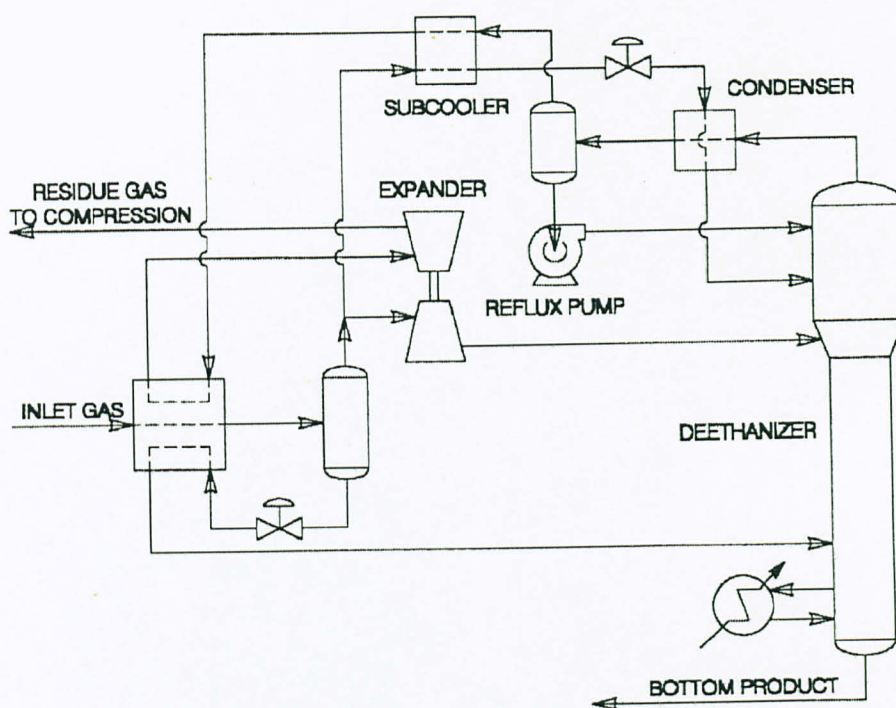 SUBCOOLER
CONDENSER
RESIDUE GAS
TO COMPRESSION
EXPANDER
REFLUX PUMP
INLET GAS
DEETHANIZER
BOTTOM PRODUCT